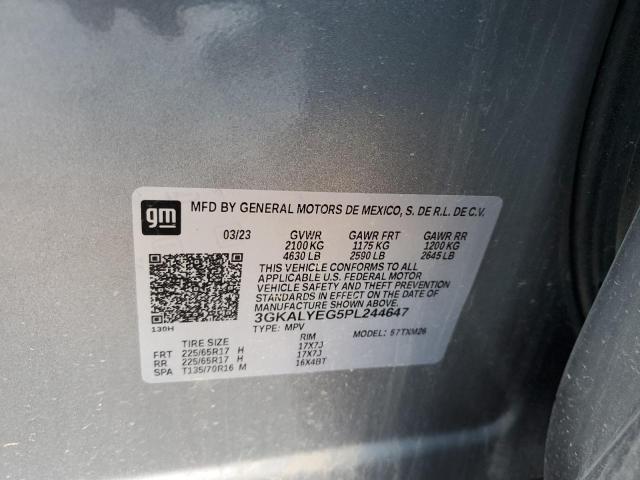 gm
MFD BY GENERAL MOTORS DE MEXICO, S. DE R.L. DE C.V.
03/23 GVWR GAWR FRT GAWR RR
2100 KG 1175 KG 1200 KG
4630 LB 2590 LB 2645 LB
THIS VEHICLE CONFORMS TO ALL
APPLICABLE U.S. FEDERAL MOTOR
VEHICLE SAFETY AND THEFT PREVENTION
STANDARDS IN EFFECT ON THE DATE OF
MANUFACTURE SHOWN ABOVE.
3GKALYEG5PL244647
130H
TYPE: MPV MODEL: 57TXM26
TIRE SIZE RIM
FRT 225/65R17 H 17X7J
RR 225/65R17 H 17X7J
SPA T135/70R16 M 16X4BT